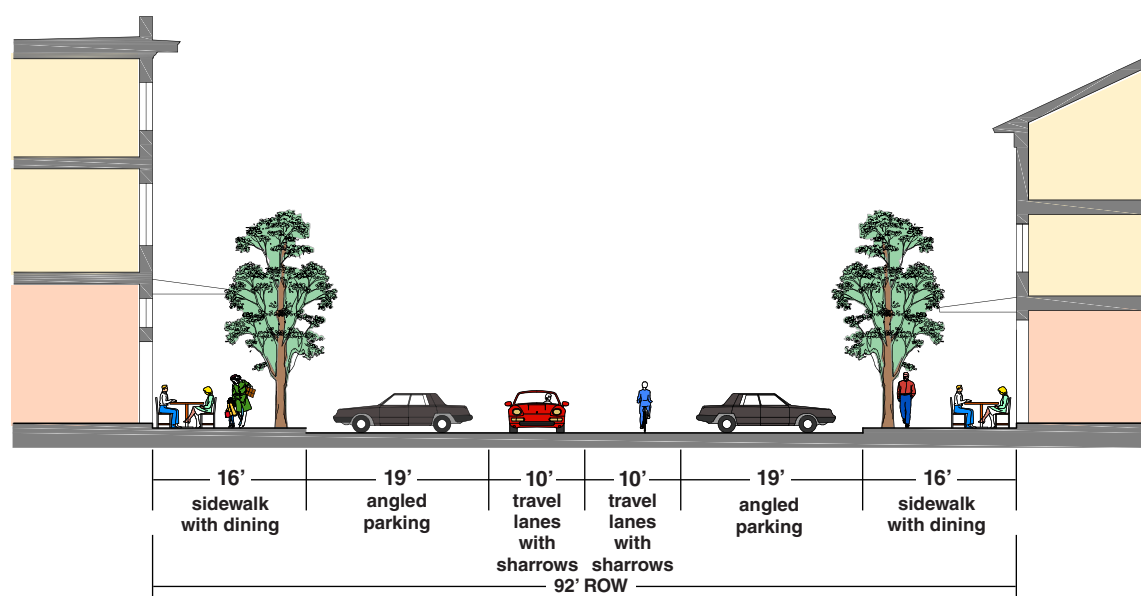 16’
sidewalk
with dining
19’
angled
parking
10’
travel
lanes
with
sharrows
10’
travel
lanes
with
sharrows
19’
angled
parking
16’
sidewalk
with dining
92’ ROW